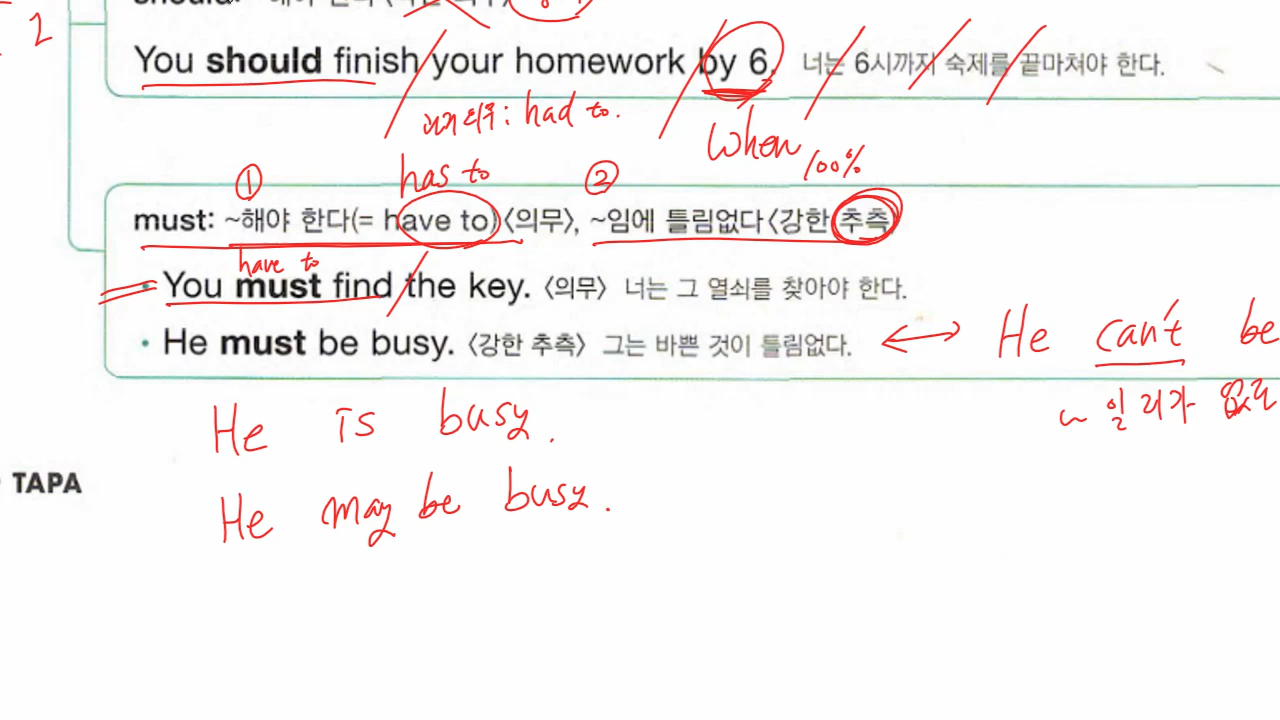 2
You should finish your homework by 6. 너는 6시까지 숙제를 끝마쳐야 한다.
had to.
When
① has to ② 100%
must: ~해야 한다(= have to)〈의무〉, ~임에 틀림없다〈강한 추측〉
have to
• You must find the key. 〈의무〉 너는 그 열쇠를 찾아야 한다.
• He must be busy. 〈강한 추측〉 그는 바쁜 것이 틀림없다. ↔ He can't be
~일 리가 없다
He is busy.
TAPA
He may be busy.